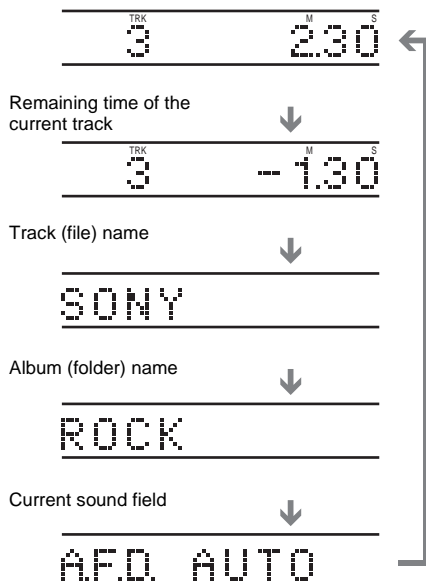 TRK M S
3 2.30
Remaining time of the
current track
TRK M S
3 −1.30
Track (file) name
SONY
Album (folder) name
ROCK
Current sound field
A.F.D. AUTO